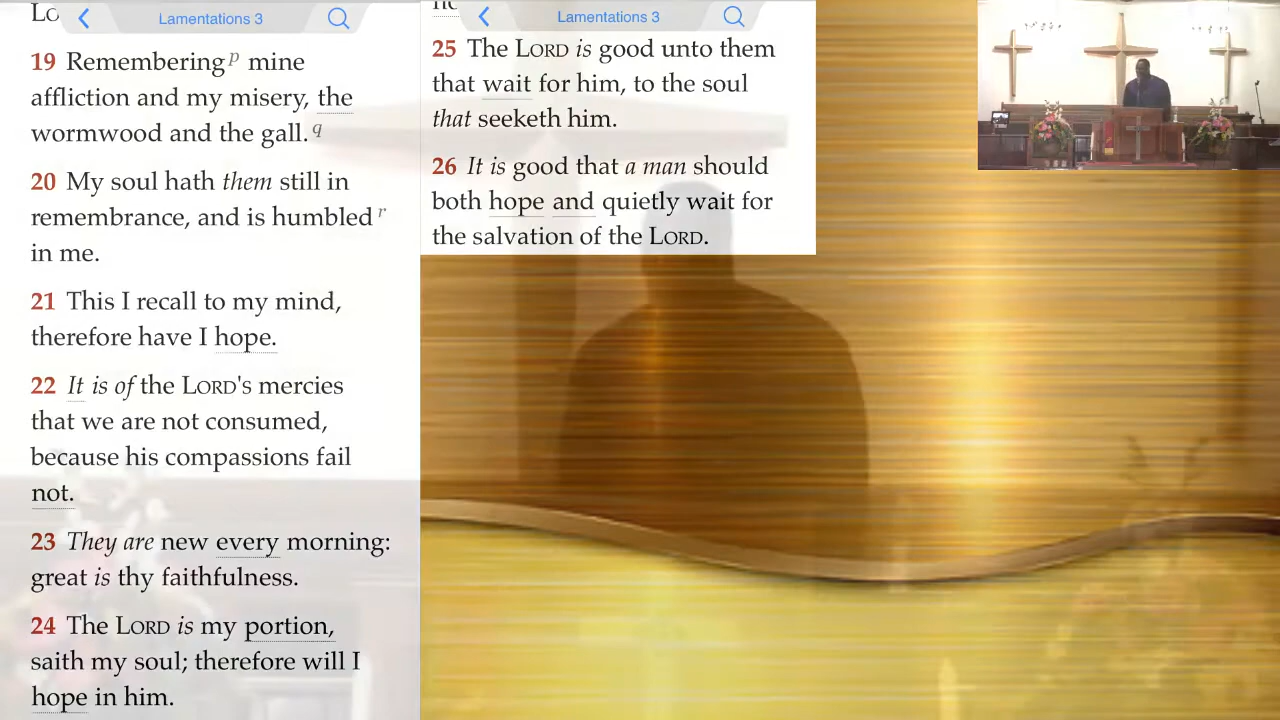 Lo
Lamentations 3
19 Remembering p mine
affliction and my misery, the
wormwood and the gall. q
20 My soul hath them still in
remembrance, and is humbled r
in me.
21 This I recall to my mind,
therefore have I hope.
22 It is of the LORD's mercies
that we are not consumed,
because his compassions fail
not.
23 They are new every morning:
great is thy faithfulness.
24 The LORD is my portion,
saith my soul; therefore will I
hope in him.
Lamentations 3
25 The LORD is good unto them
that wait for him, to the soul
that seeketh him.
26 It is good that a man should
both hope and quietly wait for
the salvation of the LORD.